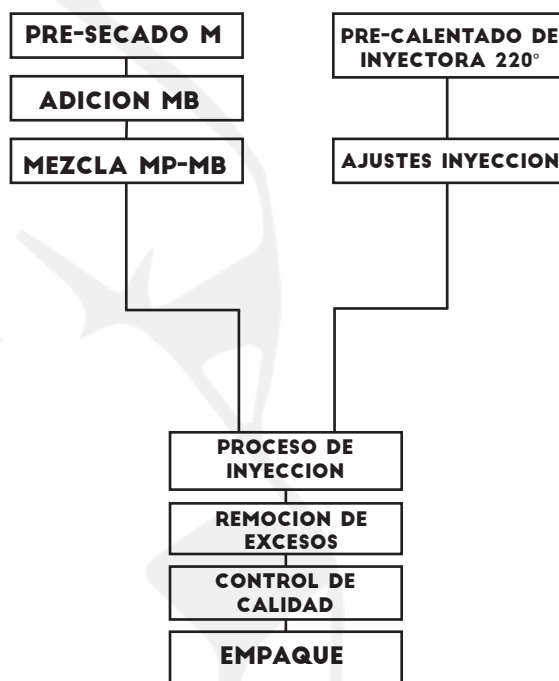 PRE-SECADO M
ADICION MB
MEZCLA MP-MB
PRE-CALENTADO DE
INYECTORA 220°
AJUSTES INYECCION
PROCESO DE
INYECCION
REMOCION DE
EXCESOS
CONTROL DE
CALIDAD
EMPAQUE